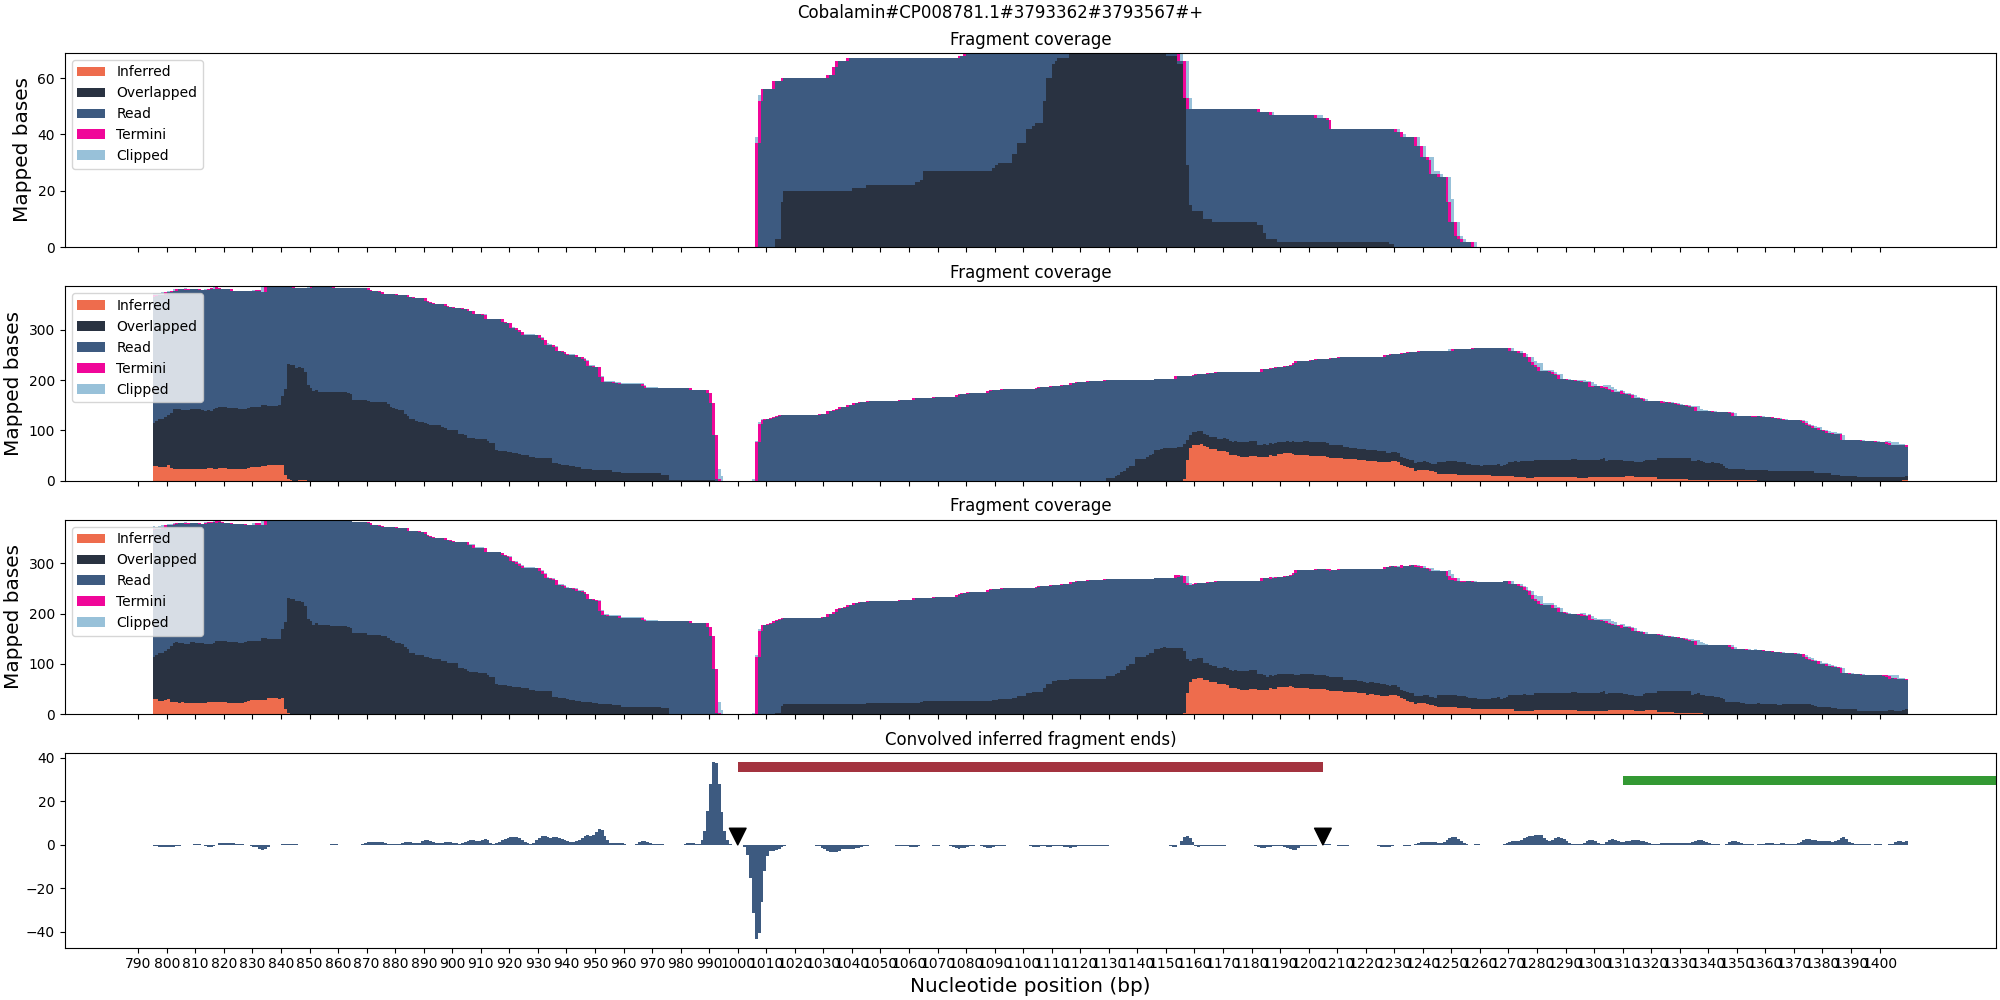 Cobalamin#CP008781.1#3793362#3793567#+
Fragment coverage
Mapped bases
60
40
20
0
Inferred
Overlapped
Read
Termini
Clipped
Fragment coverage
Mapped bases
300
200
100
0
Inferred
Overlapped
Read
Termini
Clipped
Fragment coverage
Mapped bases
300
200
100
0
Inferred
Overlapped
Read
Termini
Clipped
Convolved inferred fragment ends)
40
20
0
−20
−40
790 800 810 820 830 840 850 860 870 880 890 900 910 920 930 940 950 960 970 980 990 1000 1010 1020 1030 1040 1050 1060 1070 1080 1090 1100 1110 1120 1130 1140 1150 1160 1170 1180 1190 1200 1210 1220 1230 1240 1250 1260 1270 1280 1290 1300 1310 1320 1330 1340 1350 1360 1370 1380 1390 1400
Nucleotide position (bp)